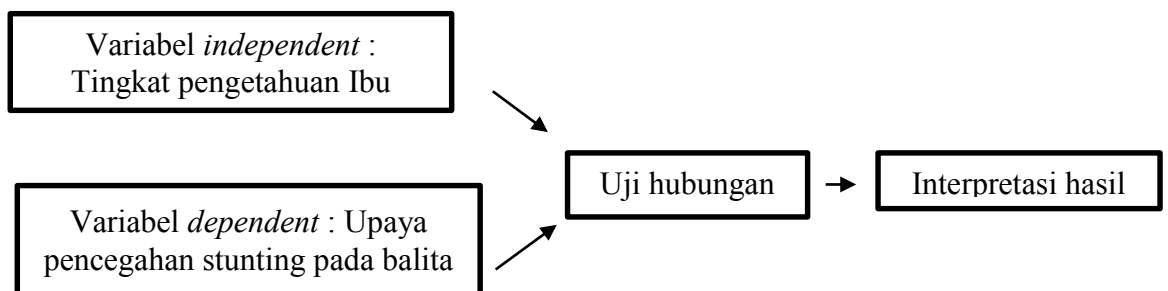 Variabel independent :
Tingkat pengetahuan Ibu
Variabel dependent : Upaya
pencegahan stunting pada balita
Uji hubungan
Interpretasi hasil